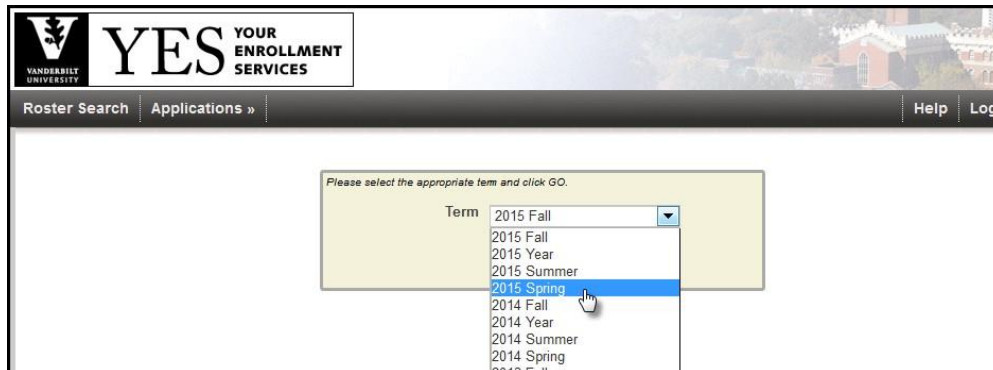 V
VANDERBILT
UNIVERSITY
YES YOUR
ENROLLMENT
SERVICES
Roster Search Applications » Help Log
Please select the appropriate term and click GO.
Term 2015 Fall
2015 Fall
2015 Year
2015 Summer
2015 Spring
2014 Fall
2014 Year
2014 Summer
2014 Spring